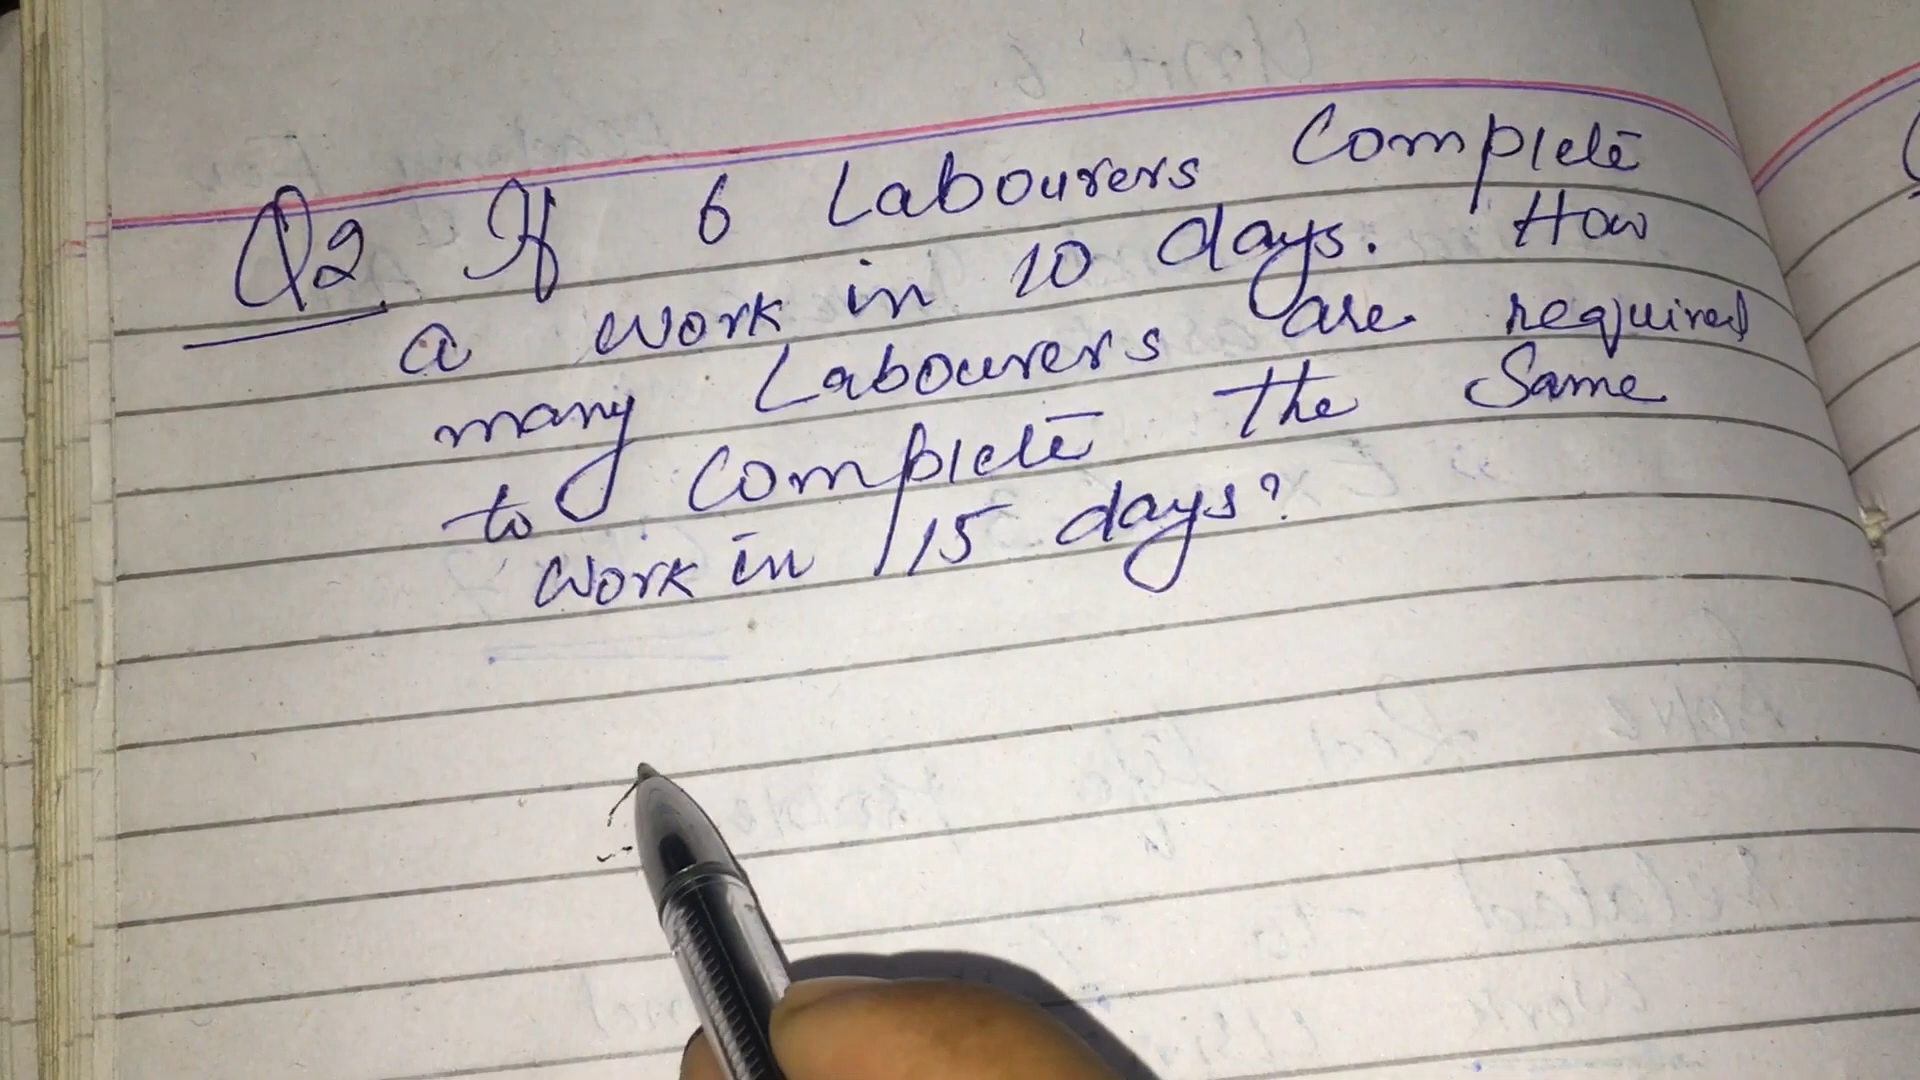 Q2. If 6 Labourers Complete
a work in 10 days. How
many Labourers are required
to Complete the Same
work in 15 days?